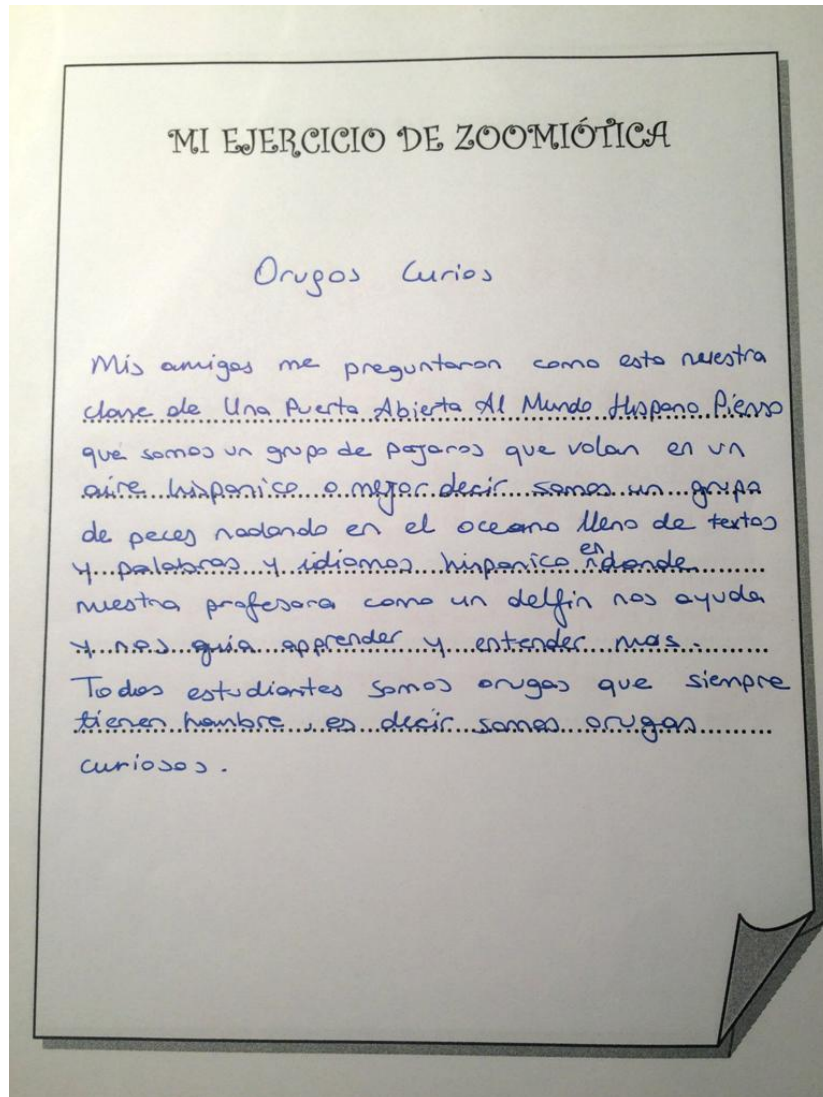 MI EJERCICIO DE ZOOMIÓTICA
Orugos Curios
Mis amigos me preguntaron como esta nuestra
clase de Una Puerta Abierta Al Mundo Hispano Pienso
que somos un grupo de pajaros que volan en un
aire hispanico o mejor decir somos un grupo
de peces nadando en el oceano lleno de textos
y palabras y idiomas hispanico en donde
nuestra profesora como un delfin nos ayuda
y nos guia apprender y entender mas.
Todos estudiantes somos orugas que siempre
tienen hambre, es decir somos orugas
curiosos.